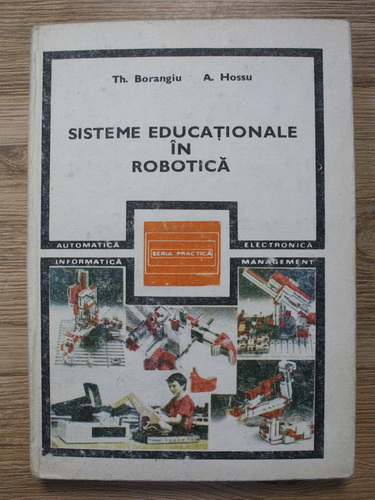 Th. Borangiu A. Hossu
SISTEME EDUCAȚIONALE
ÎN
ROBOTICĂ
AUTOMATICĂ ELECTRONICĂ
SERIA PRACTICĂ
INFORMATICĂ MANAGEMENT